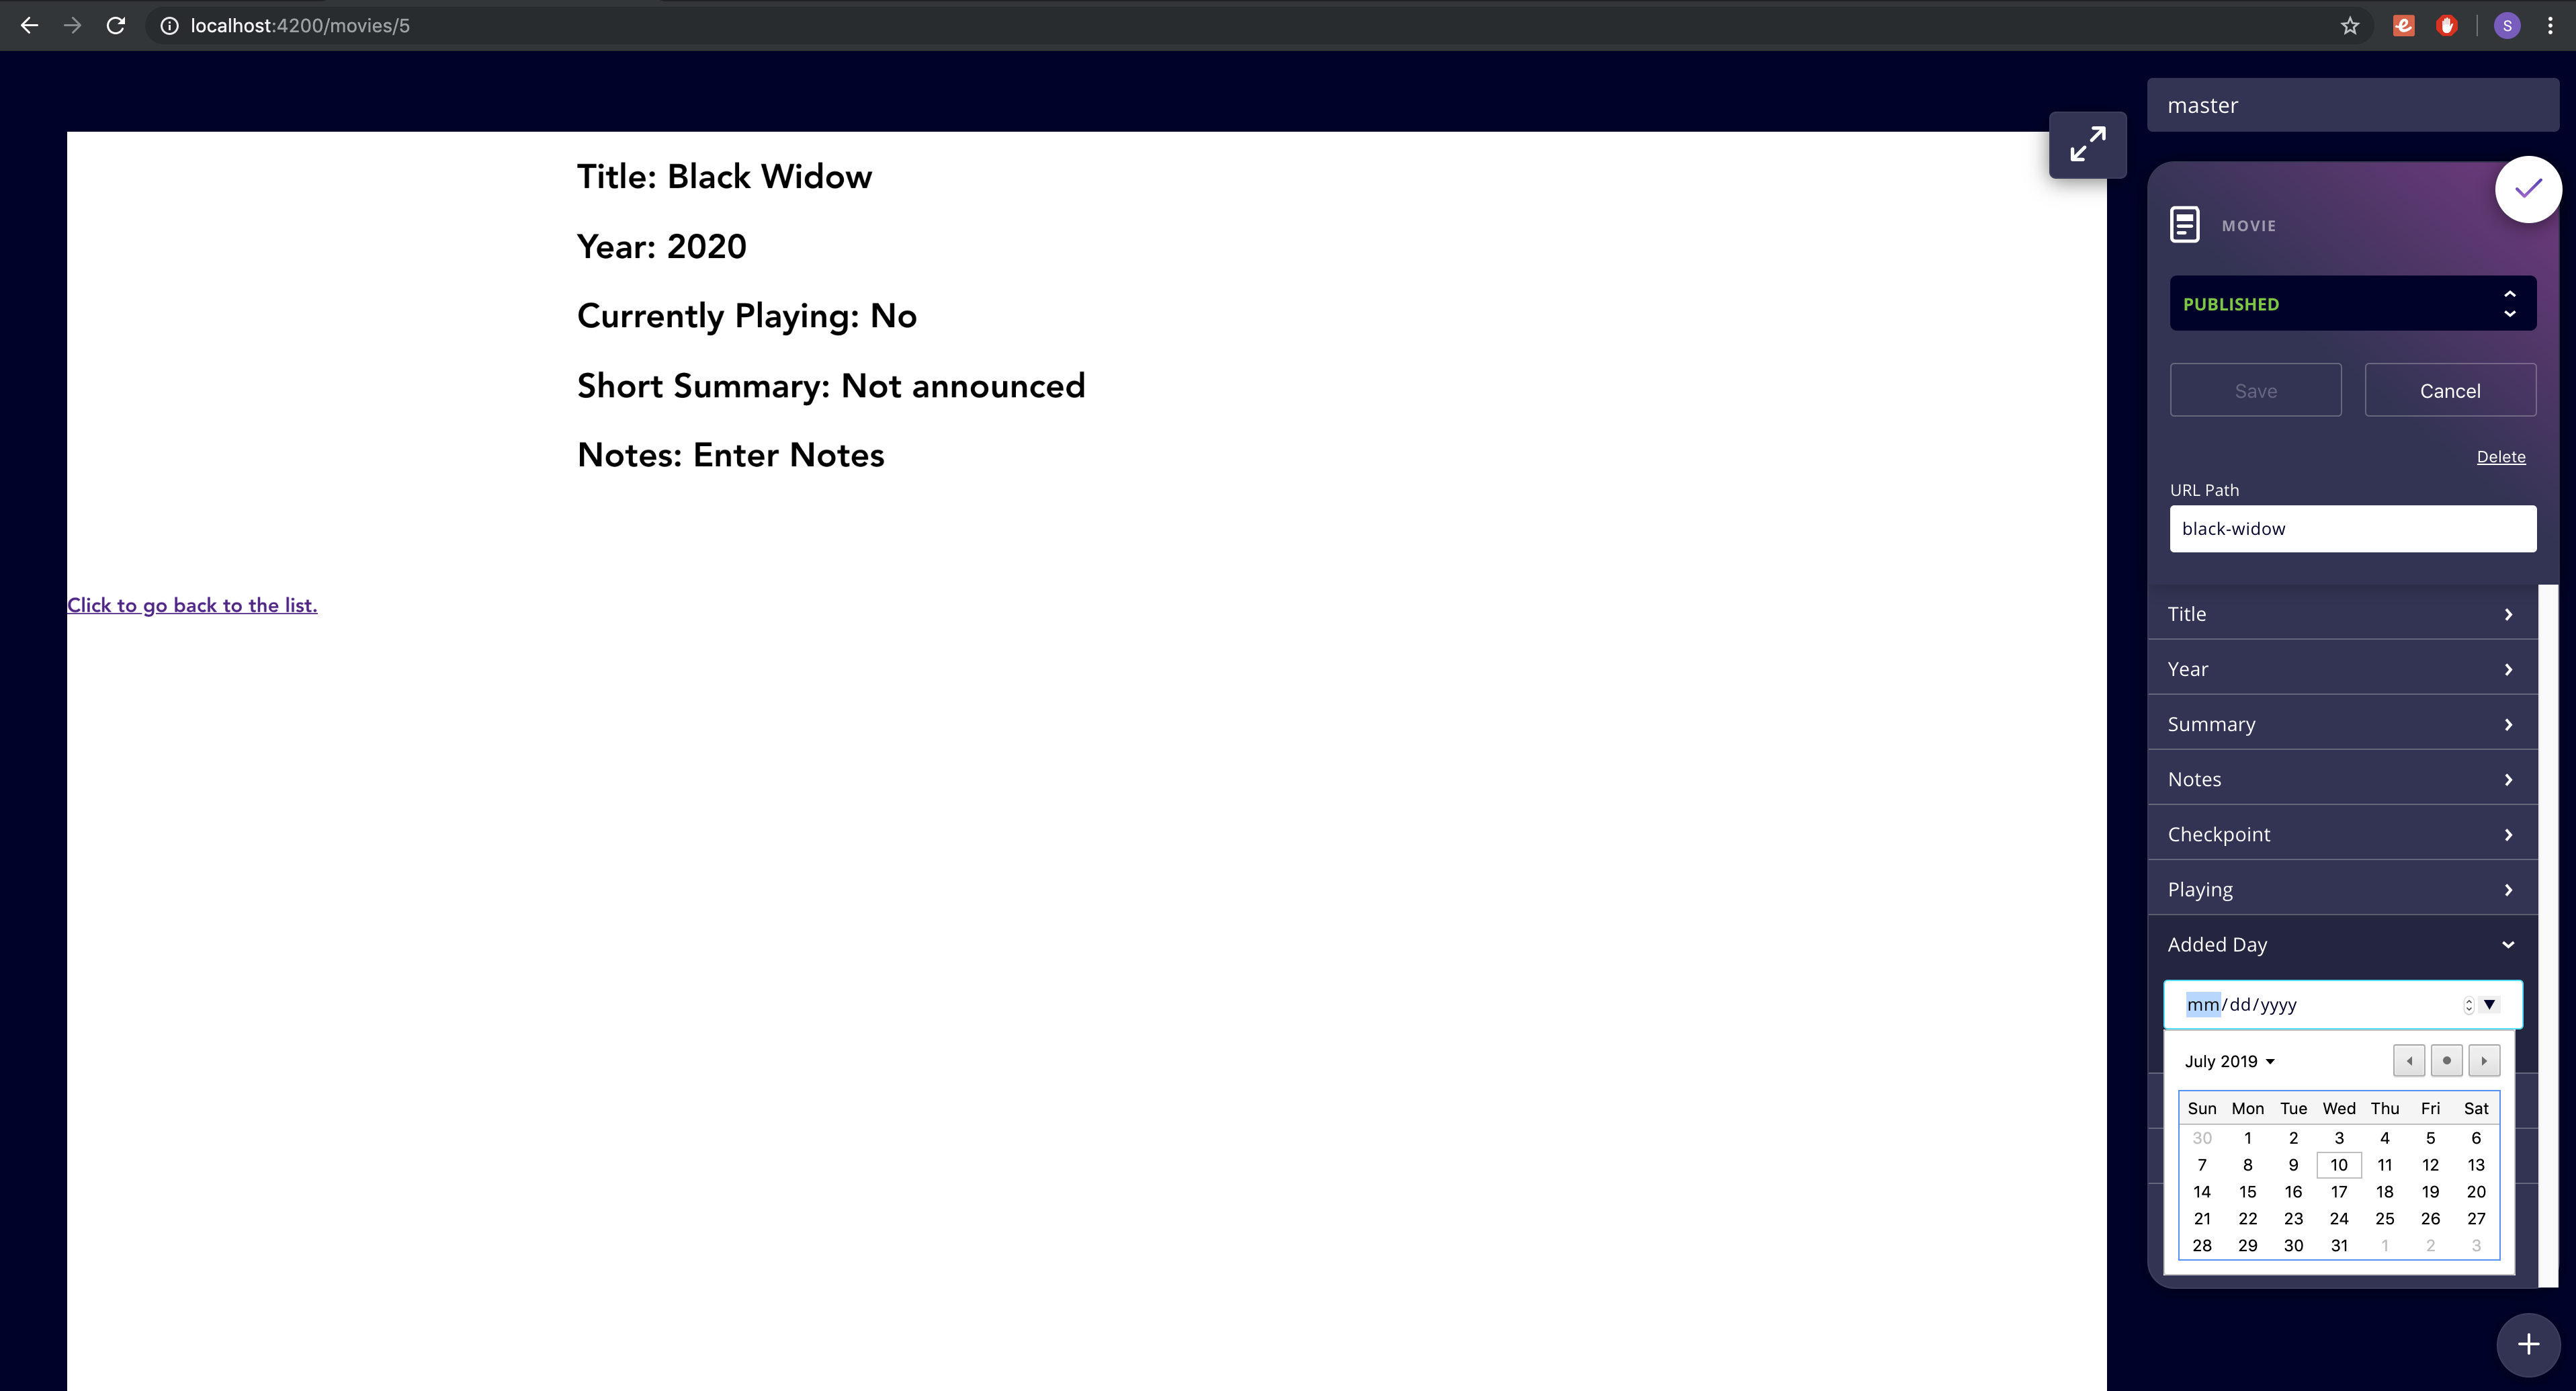 localhost:4200/movies/5
S
master
Title: Black Widow
Year: 2020
Currently Playing: No
Short Summary: Not announced
Notes: Enter Notes
Click to go back to the list.
MOVIE
PUBLISHED
Save Cancel
Delete
URL Path
black-widow
Title
Year
Summary
Notes
Checkpoint
Playing
Added Day
mm/dd/yyyy
July 2019
Sun Mon Tue Wed Thu Fri Sat
30 1 2 3 4 5 6
7 8 9 10 11 12 13
14 15 16 17 18 19 20
21 22 23 24 25 26 27
28 29 30 31 1 2 3